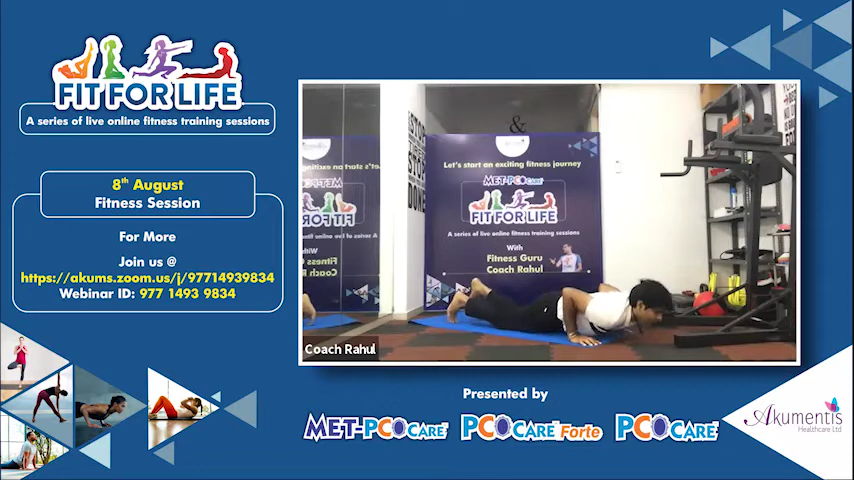 FIT FOR LIFE
A series of live online fitness training sessions
8th August
Fitness Session
For More
Join us @
https://akums.zoom.us/j/97714939834
Webinar ID: 977 1493 9834
&
Let's start an exciting fitness journey
MET-PCOCARE
FIT FOR LIFE
A series of live online fitness training sessions
With
Fitness Guru
Coach Rahul
Coach Rahul
Presented by
MET-PCOCARE
PCOCARE Forte
PCOCARE
Akumentis
Healthcare Ltd